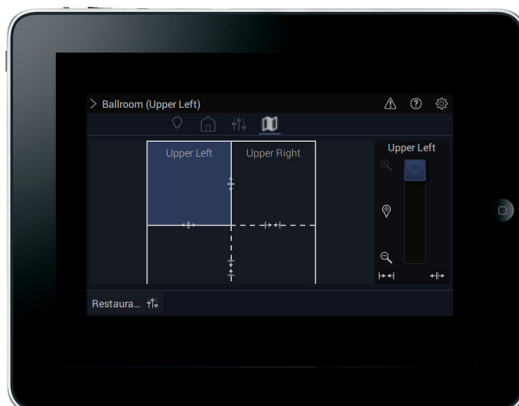 Ballroom (Upper Left)
Upper Left
Upper Right
Upper Left
Restaura...